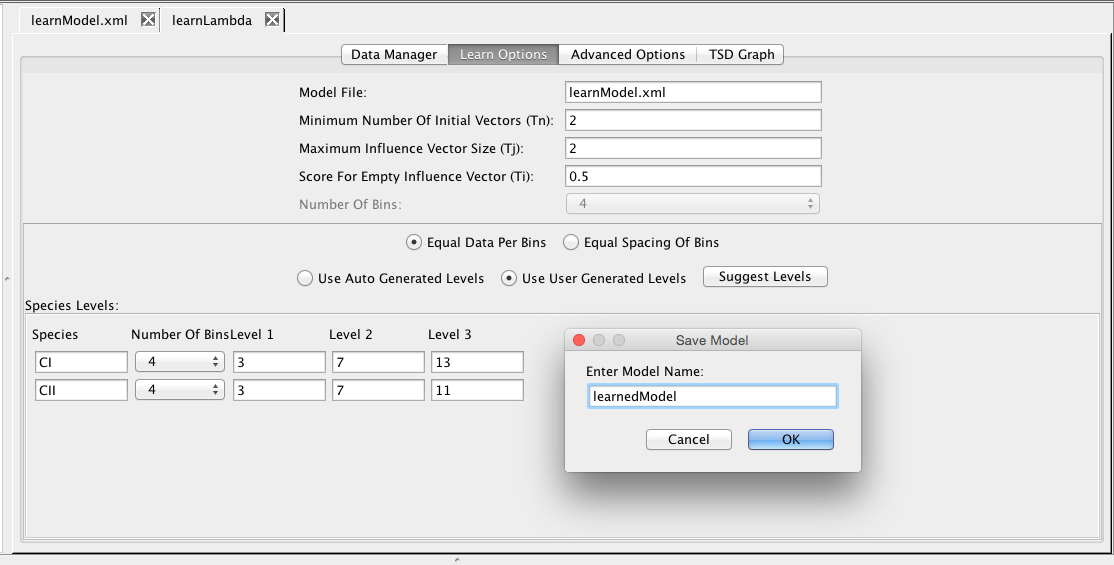 learnModel.xml learnLambda
Data Manager Learn Options Advanced Options TSD Graph
Model File: learnModel.xml
Minimum Number Of Initial Vectors (Tn): 2
Maximum Influence Vector Size (Tj): 2
Score For Empty Influence Vector (Ti): 0.5
Number Of Bins: 4
Equal Data Per Bins Equal Spacing Of Bins
Use Auto Generated Levels Use User Generated Levels Suggest Levels
Species Levels:
Species Number Of Bins Level 1 Level 2 Level 3
CI 4 3 7 13
CII 4 3 7 11
Save Model
Enter Model Name:
learnedModel
Cancel OK